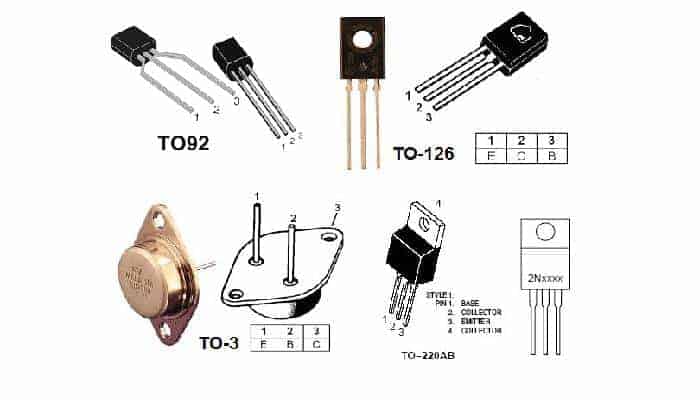 1
2
3
1
2
3
TO92
1
2
3
TO-126
1 2 3
E C B
1
2
3
TO-3
1 2 3
E B C
4
1
2
3
STYLE 1:
PIN 1. BASE
2. COLLECTOR
3. EMITTER
4. COLLECTOR
TO-220AB
2Nxxxx